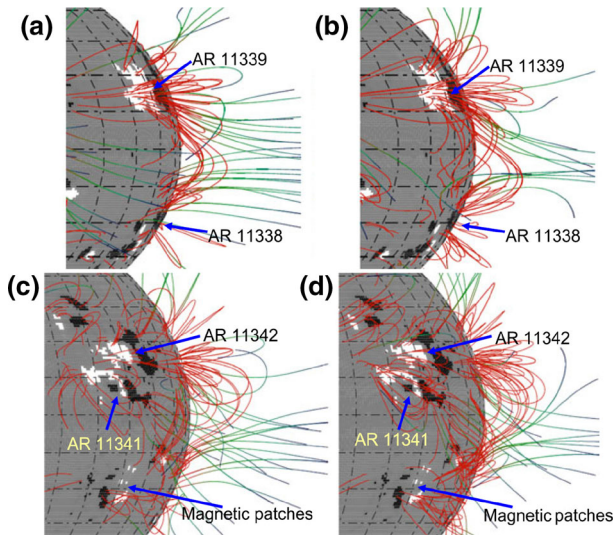 (a)
AR 11339
AR 11338
(b)
AR 11339
AR 11338
(c)
AR 11342
AR 11341
Magnetic patches
(d)
AR 11342
AR 11341
Magnetic patches